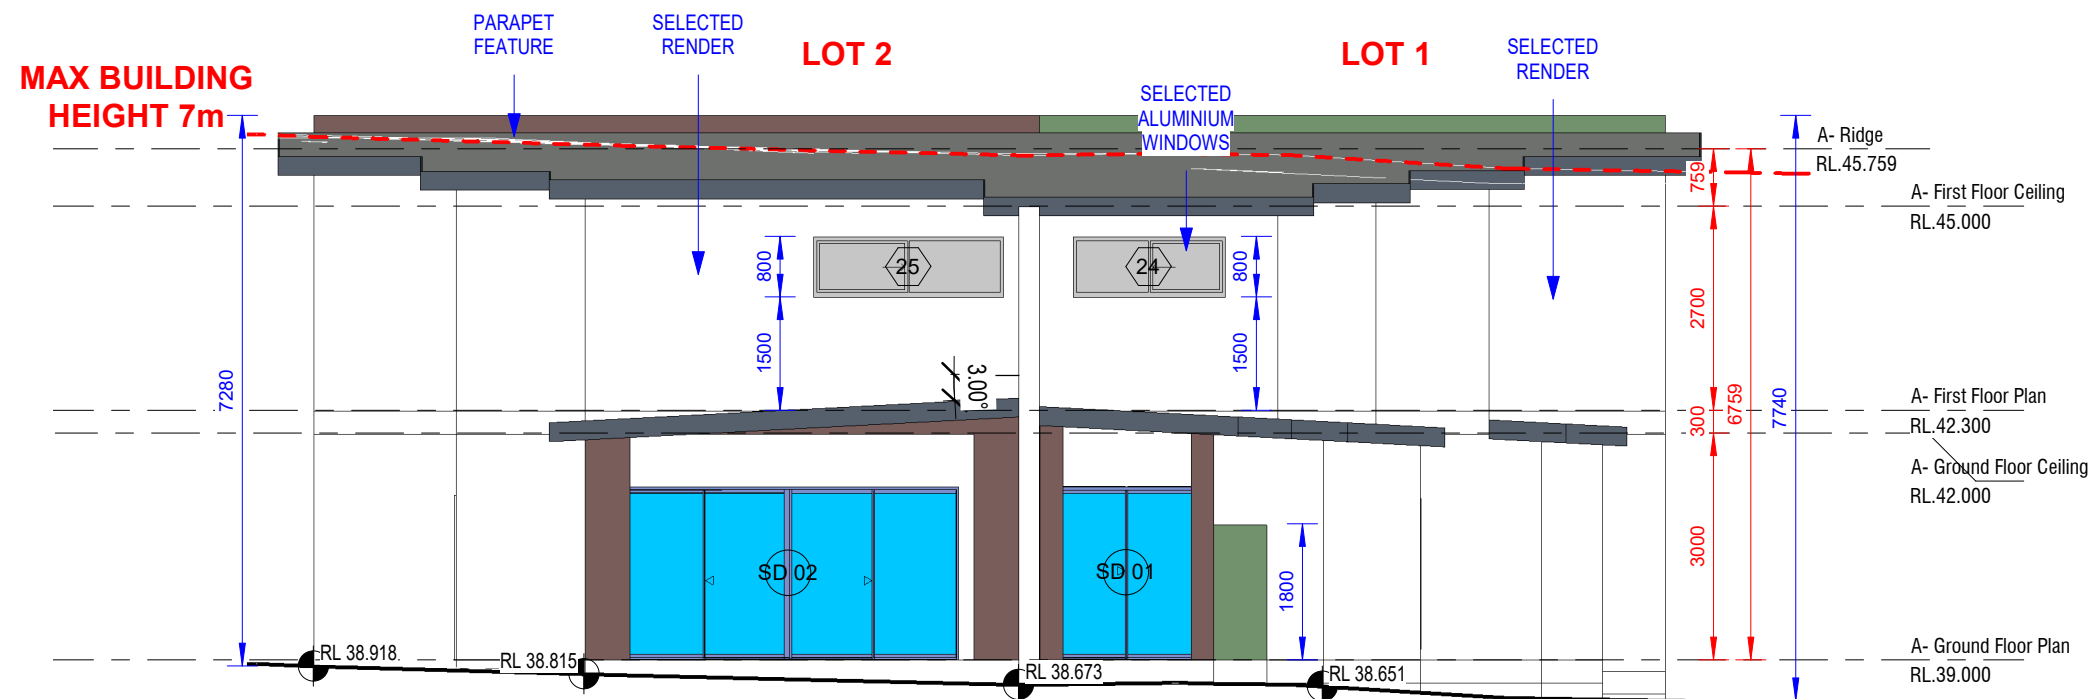 PARAPET
FEATURE
SELECTED
RENDER
LOT 2
LOT 1
SELECTED
RENDER
MAX BUILDING
HEIGHT 7m
SELECTED
ALUMINIUM
WINDOWS
A- Ridge
RL.45.759
759
A- First Floor Ceiling
RL.45.000
800
25
24
800
2700
1500
1500
3.00°
7280
300
6759
7740
A- First Floor Plan
RL.42.300
A- Ground Floor Ceiling
RL.42.000
3000
SD 02
SD 01
1800
RL 38.918
RL 38.815
RL 38.673
RL 38.651
A- Ground Floor Plan
RL.39.000